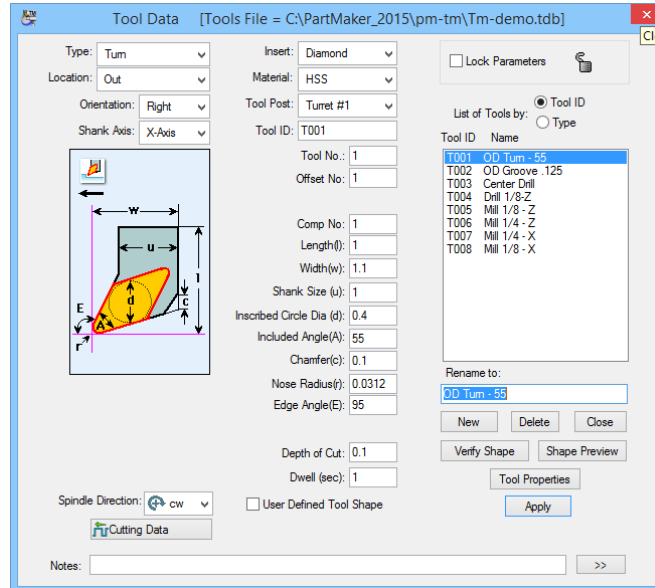 Tool Data [Tools File = C:\PartMaker_2015\pm-tm\Tm-demo.tdb]
Type: Turn
Location: Out
Orientation: Right
Shank Axis: X-Axis
w
u
l
d
c
E
A
r
Spindle Direction: cw
Cutting Data
Insert: Diamond
Material: HSS
Tool Post: Turret #1
Tool ID: T001
Tool No.: 1
Offset No: 1
Comp No: 1
Length(l): 1
Width(w): 1.1
Shank Size (u): 1
Inscribed Circle Dia (d): 0.4
Included Angle(A): 55
Chamfer(c): 0.1
Nose Radius(r): 0.0312
Edge Angle(E): 95
Depth of Cut: 0.1
Dwell (sec): 1
User Defined Tool Shape
Cl
Lock Parameters
List of Tools by: Tool ID
Type
Tool ID Name
T001 OD Turn - 55
T002 OD Groove .125
T003 Center Drill
T004 Drill 1/8-Z
T005 Mill 1/8 - Z
T006 Mill 1/4 - Z
T007 Mill 1/4 - X
T008 Mill 1/8 - X
Rename to:
OD Turn - 55
New Delete Close
Verify Shape Shape Preview
Tool Properties
Apply
Notes: >>